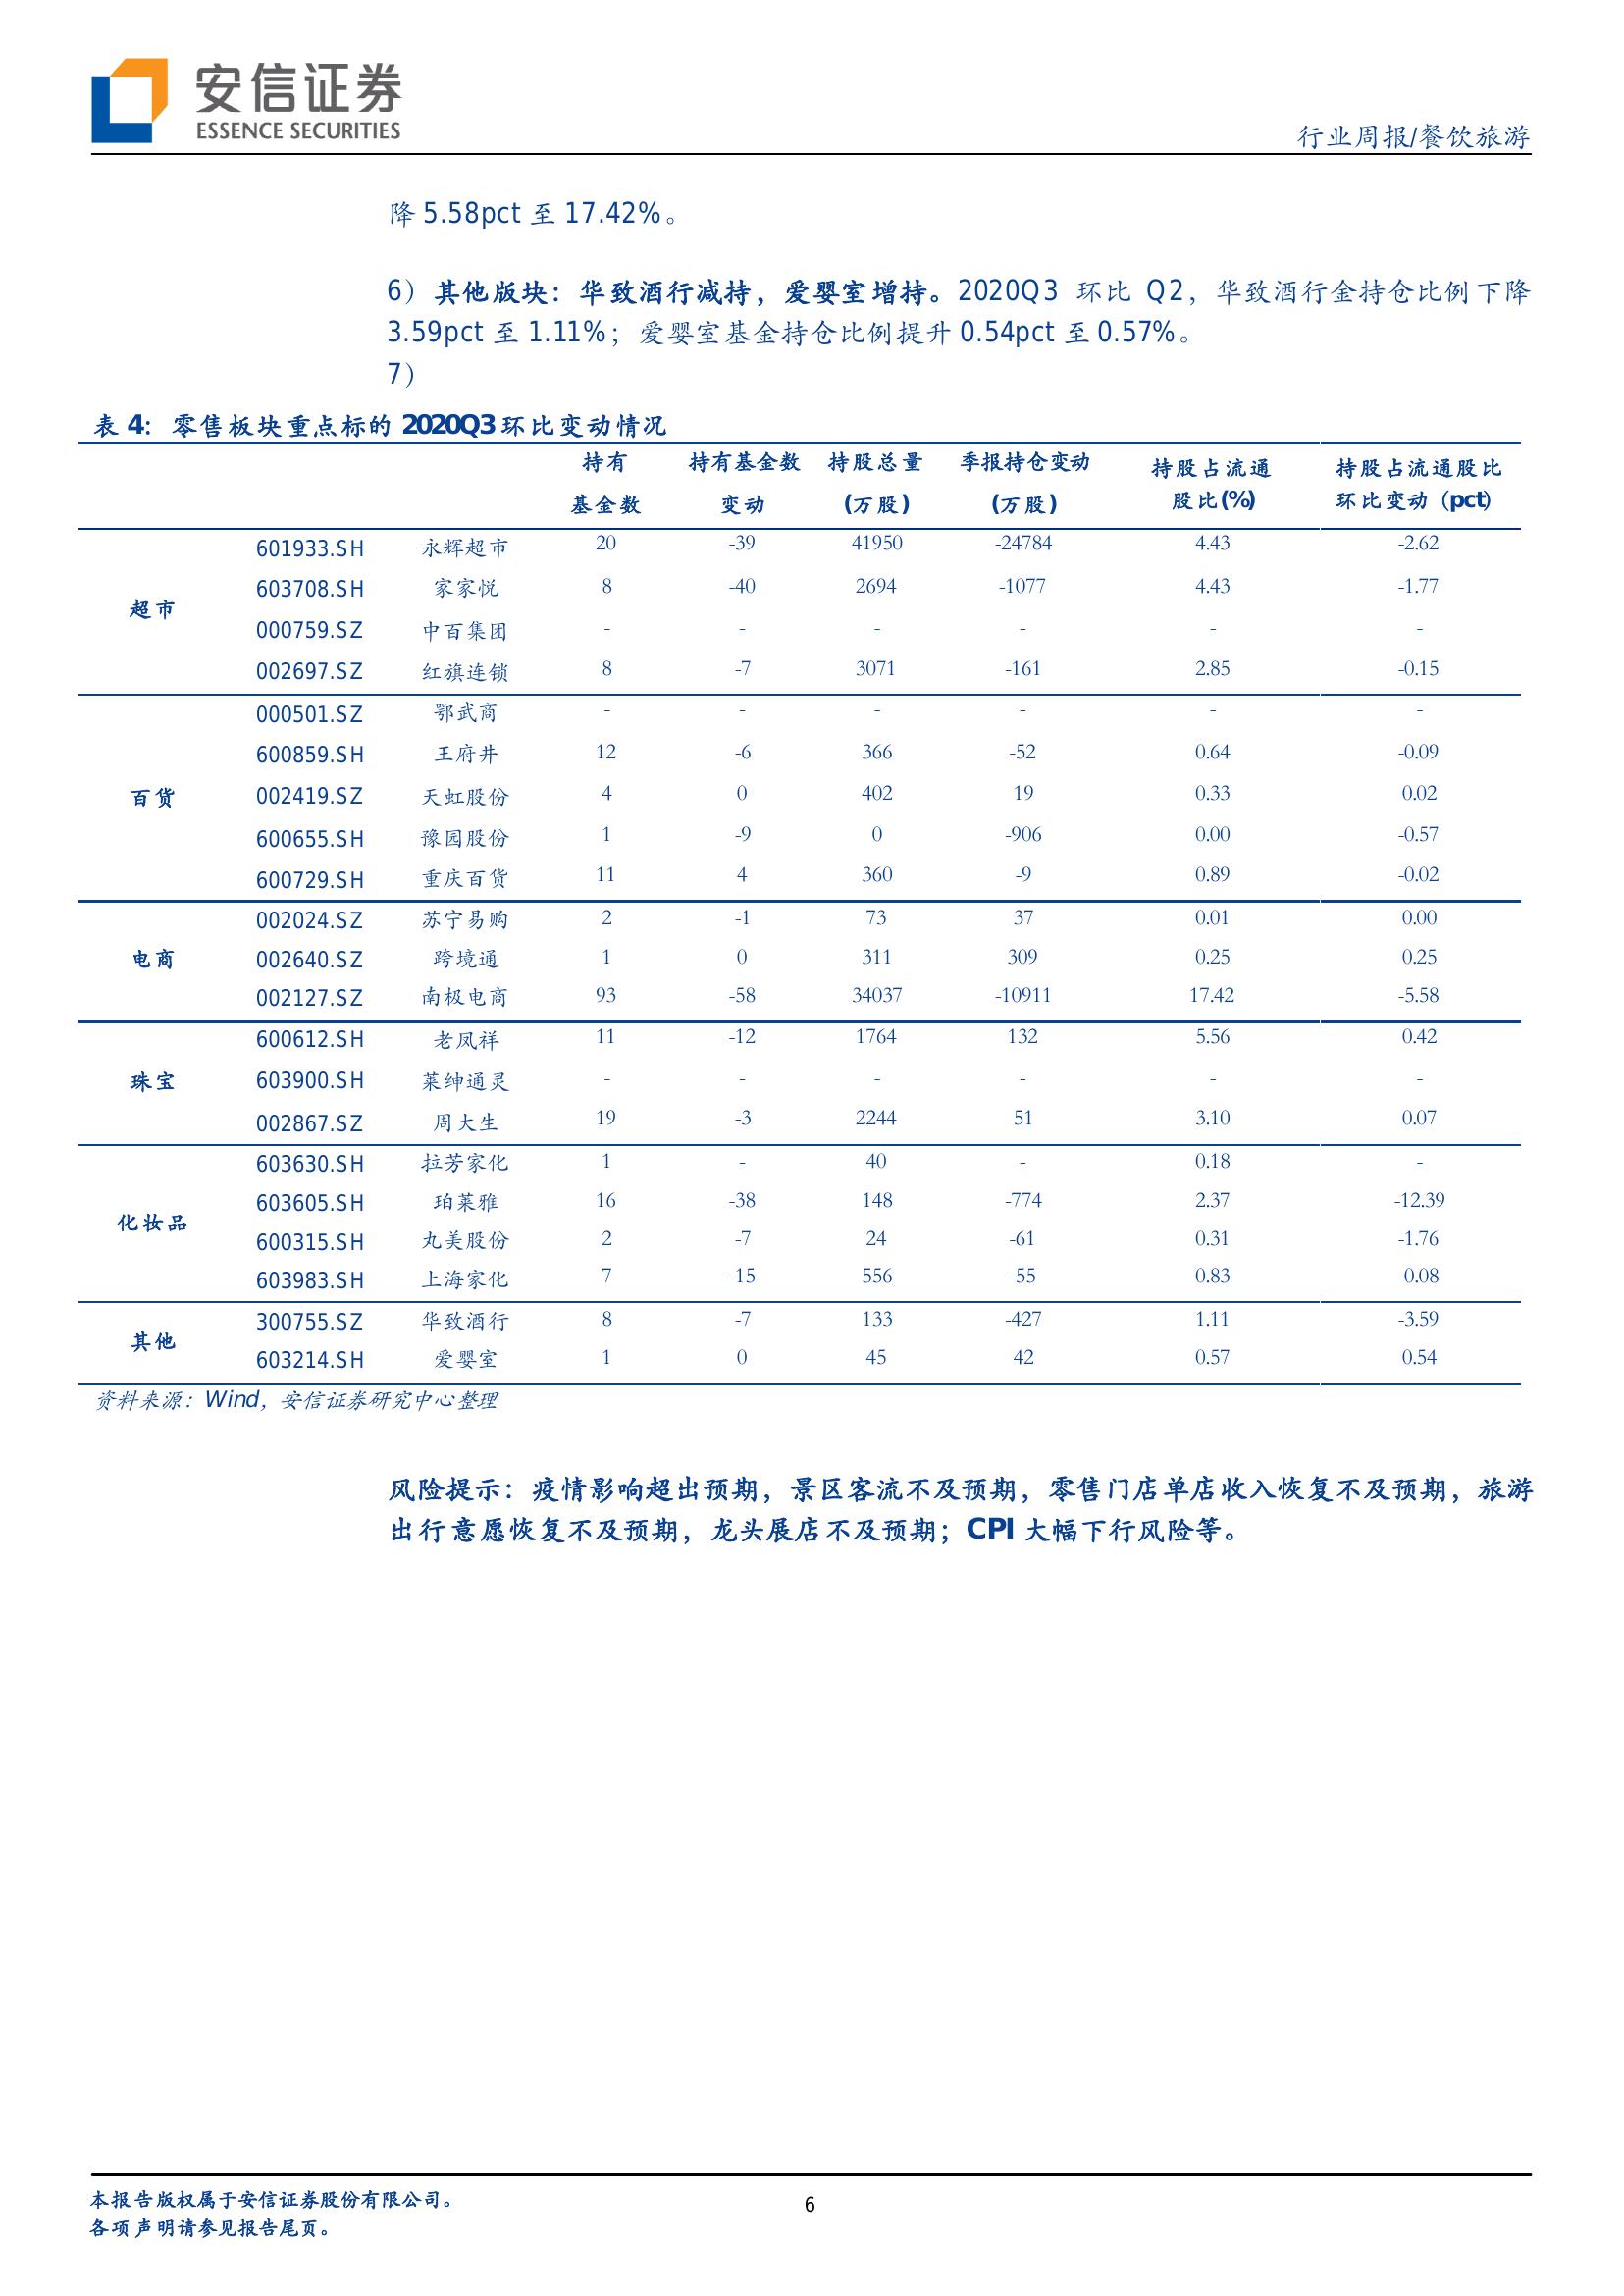 安信证券
ESSENCE SECURITIES
行业周报/餐饮旅游
降 5.58pct 至 17.42%。
6）其他版块：华致酒行减持，爱婴室增持。2020Q3 环比 Q2，华致酒行金持仓比例下降
3.59pct 至 1.11%；爱婴室基金持仓比例提升 0.54pct 至 0.57%。
7）
表 4：零售板块重点标的 2020Q3 环比变动情况
持有 持有基金数 持股总量 季报持仓变动 持股占流通 持股占流通股比
基金数 变动 (万股) (万股) 股比(%) 环比变动（pct）
超市
601933.SH 永辉超市 20 -39 41950 -24784 4.43 -2.62
603708.SH 家家悦 8 -40 2694 -1077 4.43 -1.77
000759.SZ 中百集团 - - - - - -
002697.SZ 红旗连锁 8 -7 3071 -161 2.85 -0.15
百货
000501.SZ 鄂武商 - - - - - -
600859.SH 王府井 12 -6 366 -52 0.64 -0.09
002419.SZ 天虹股份 4 0 402 19 0.33 0.02
600655.SH 豫园股份 1 -9 0 -906 0.00 -0.57
600729.SH 重庆百货 11 4 360 -9 0.89 -0.02
电商
002024.SZ 苏宁易购 2 -1 73 37 0.01 0.00
002640.SZ 跨境通 1 0 311 309 0.25 0.25
002127.SZ 南极电商 93 -58 34037 -10911 17.42 -5.58
珠宝
600612.SH 老凤祥 11 -12 1764 132 5.56 0.42
603900.SH 莱绅通灵 - - - - - -
002867.SZ 周大生 19 -3 2244 51 3.10 0.07
化妆品
603630.SH 拉芳家化 1 - 40 - 0.18 -
603605.SH 珀莱雅 16 -38 148 -774 2.37 -12.39
600315.SH 丸美股份 2 -7 24 -61 0.31 -1.76
603983.SH 上海家化 7 -15 556 -55 0.83 -0.08
其他
300755.SZ 华致酒行 8 -7 133 -427 1.11 -3.59
603214.SH 爱婴室 1 0 45 42 0.57 0.54
资料来源：Wind，安信证券研究中心整理
风险提示：疫情影响超出预期，景区客流不及预期，零售门店单店收入恢复不及预期，旅游
出行意愿恢复不及预期，龙头展店不及预期；CPI 大幅下行风险等。
本报告版权属于安信证券股份有限公司。
各项声明请参见报告尾页。
6